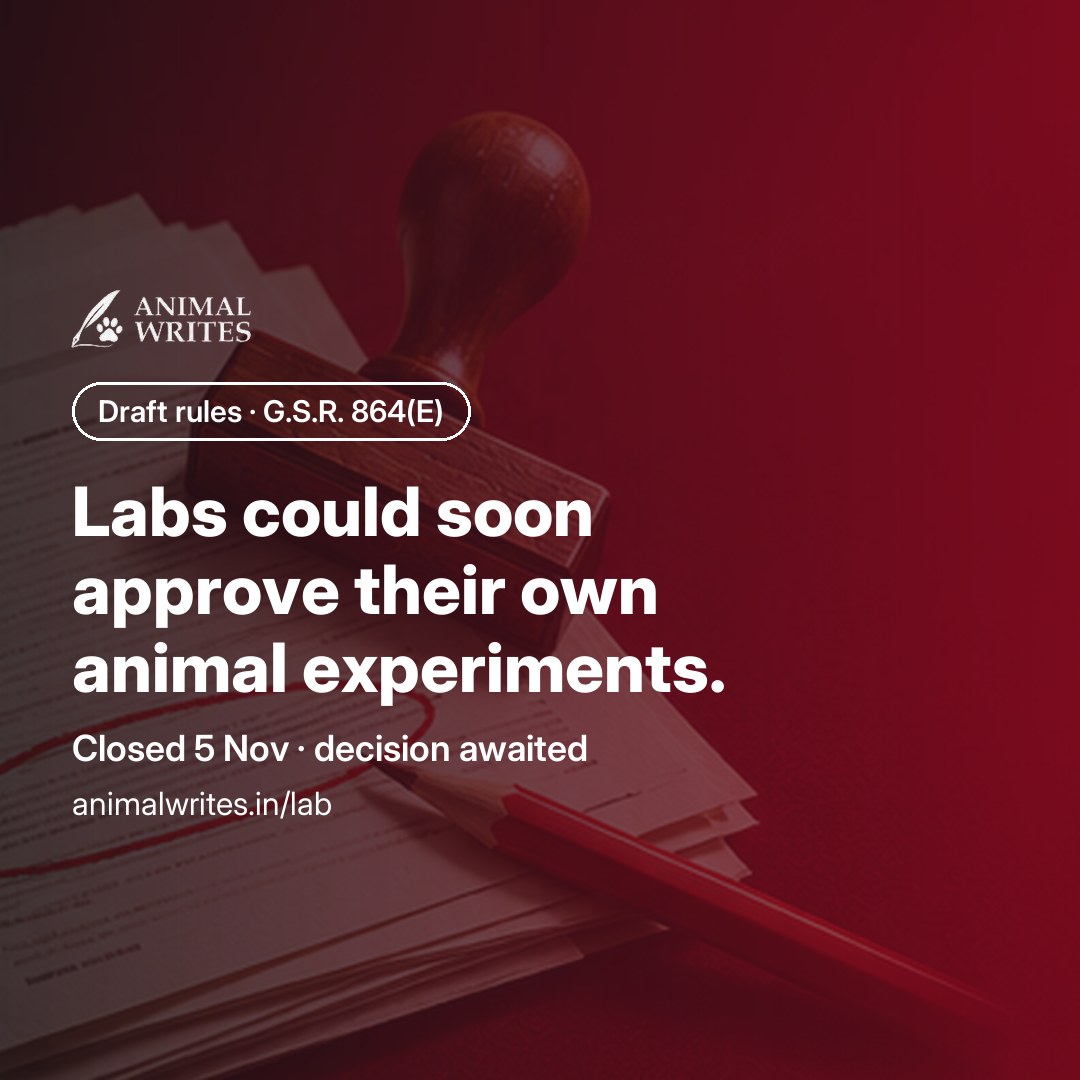 ANIMAL
WRITES
Draft rules · G.S.R. 864(E)
Labs could soon
approve their own
animal experiments.
Closed 5 Nov · decision awaited
animalwrites.in/lab